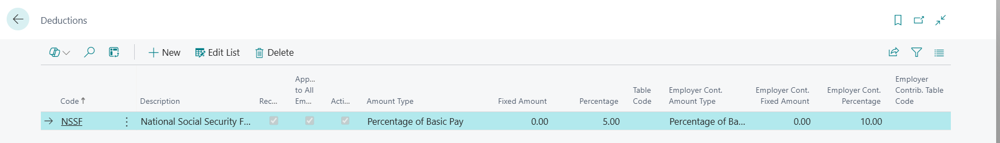 Deductions
New Edit List Delete
Code ↑ Description Rec... App... to All Em... Acti... Amount Type Fixed Amount Percentage Table Code Employer Cont. Amount Type Employer Cont. Fixed Amount Employer Cont. Percentage Employer Contrib. Table Code
NSSF National Social Security F... Percentage of Basic Pay 0.00 5.00 Percentage of Ba... 0.00 10.00